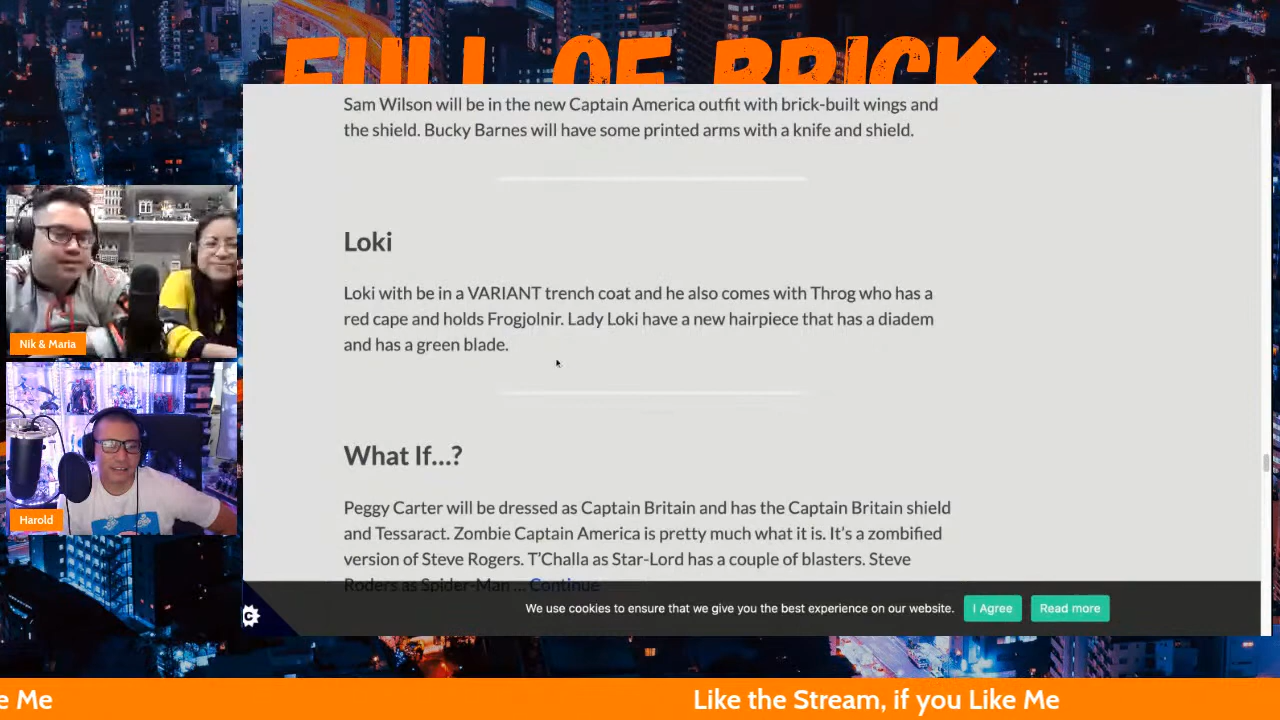 FULL OF BRICK
Sam Wilson will be in the new Captain America outfit with brick-built wings and
the shield. Bucky Barnes will have some printed arms with a knife and shield.
Loki
Loki with be in a VARIANT trench coat and he also comes with Throg who has a
red cape and holds Frogjolnir. Lady Loki have a new hairpiece that has a diadem
and has a green blade.
What If...?
Peggy Carter will be dressed as Captain Britain and has the Captain Britain shield
and Tessaract. Zombie Captain America is pretty much what it is. It's a zombified
version of Steve Rogers. T'Challa as Star-Lord has a couple of blasters. Steve
Roders as Spider-Man ... Continue
We use cookies to ensure that we give you the best experience on our website. I Agree Read more
Nik & Maria
Harold
e Me Like the Stream, if you Like Me